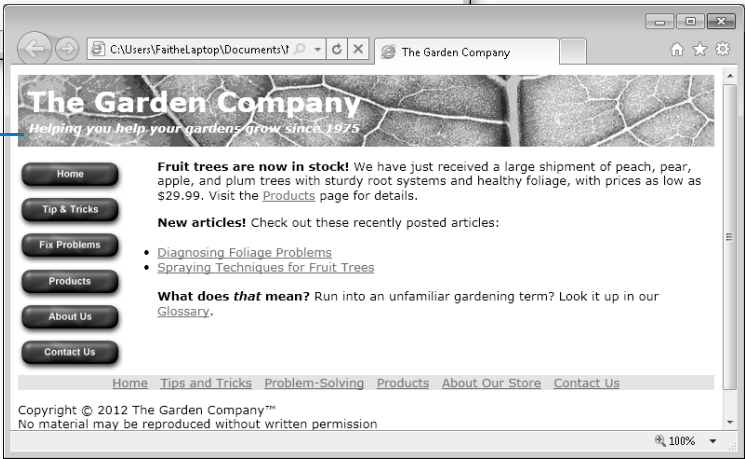 C:\Users\FaitheLaptop\Documents\
The Garden Company
The Garden Company
Helping you help your gardens grow since 1975
Home
Tip & Tricks
Fix Problems
Products
About Us
Contact Us
Fruit trees are now in stock! We have just received a large shipment of peach, pear,
apple, and plum trees with sturdy root systems and healthy foliage, with prices as low as
$29.99. Visit the Products page for details.
New articles! Check out these recently posted articles:
• Diagnosing Foliage Problems
• Spraying Techniques for Fruit Trees
What does that mean? Run into an unfamiliar gardening term? Look it up in our
Glossary.
Home Tips and Tricks Problem-Solving Products About Our Store Contact Us
Copyright © 2012 The Garden Company™
No material may be reproduced without written permission
100%